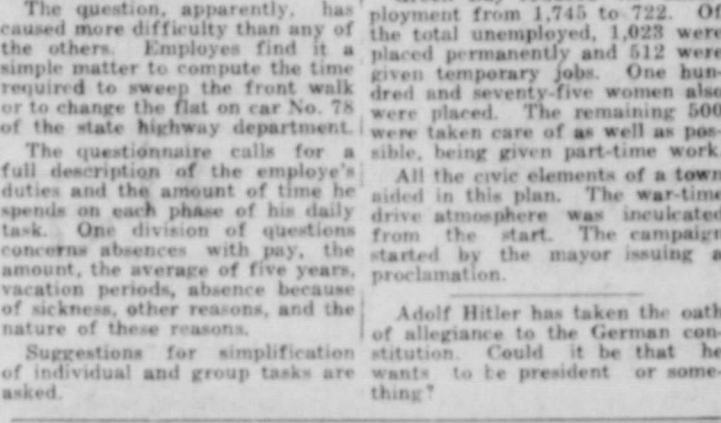 The question, apparently, has
caused more difficulty than any of
the others. Employes find it a
simple matter to compute the time
required to sweep the front walk
or to change the flat on car No. 78
of the state highway department.
The questionnaire calls for a
full description of the employe's
duties and the amount of time he
spends on each phase of his daily
task. One division of questions
concerns absences with pay, the
amount, the average of five years,
vacation periods, absence because
of sickness, other reasons, and the
nature of these reasons.
Suggestions for simplification
of individual and group tasks are
asked.
ployment from 1,745 to 722. Of
the total unemployed, 1,023 were
placed permanently and 512 were
given temporary jobs. One hun-
dred and seventy-five women also
were placed. The remaining 500
were taken care of as well as pos-
sible, being given part-time work.
All the civic elements of a town
aided in this plan. The war-time
drive atmosphere was inculcated
from the start. The campaign
started by the mayor issuing a
proclamation.
Adolf Hitler has taken the oath
of allegiance to the German con-
stitution. Could it be that he
wants to be president or some-
thing?